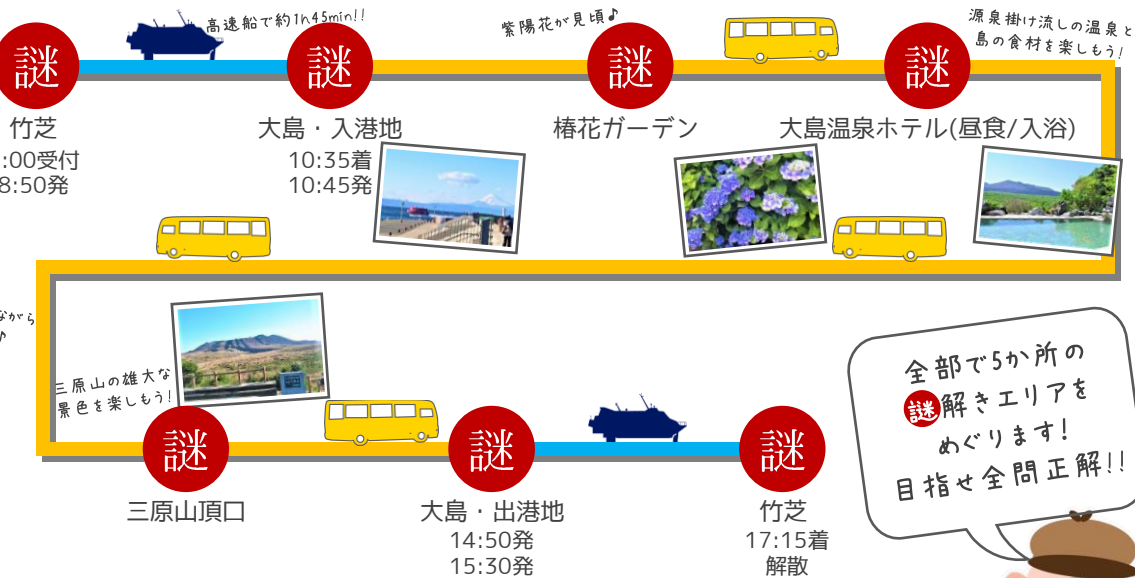 高速船で約1h45min!!
紫陽花が見頃♪
源泉掛け流しの温泉と
島の食材を楽しもう!
謎
謎
謎
謎
竹芝
:00受付
8:50発
大島・入港地
10:35着
10:45発
椿花ガーデン
大島温泉ホテル(昼食/入浴)
ながら
♪
三原山の雄大な
景色を楽しもう!
謎
謎
謎
三原山頂口
大島・出港地
14:50発
15:30発
竹芝
17:15着
解散
全部で5か所の
謎解きエリアを
めぐります!
目指せ全問正解!!